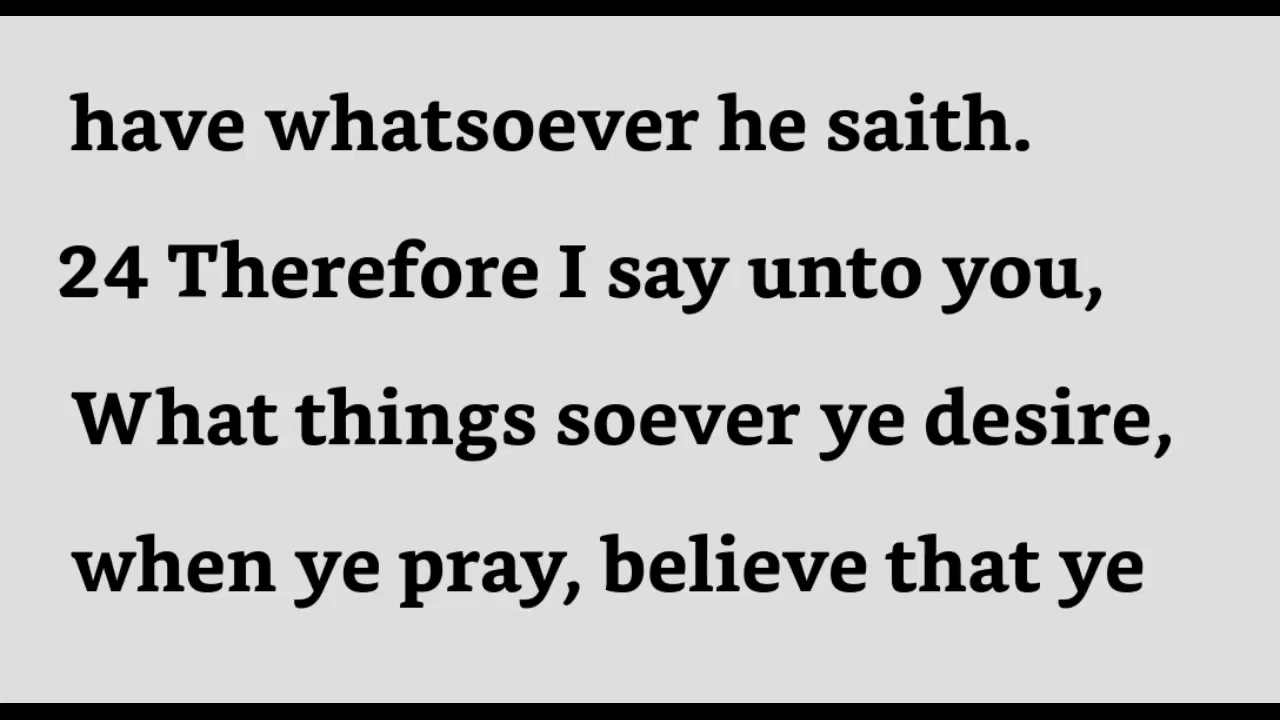 have whatsoever he saith.
24 Therefore I say unto you,
What things soever ye desire,
when ye pray, believe that ye